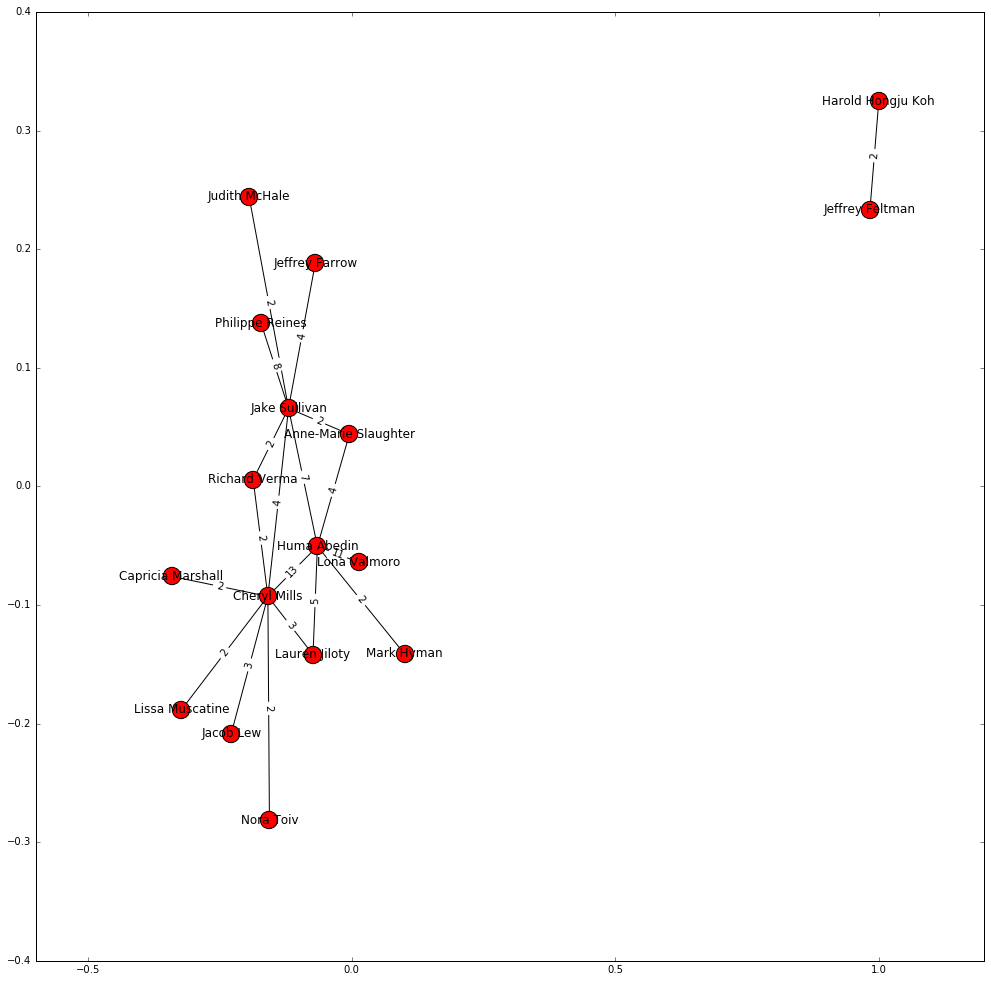 0.4
Harold Hongju Koh
0.3
2
Judith McHale
Jeffrey Feltman
0.2
Jeffrey Farrow
2
Philippe Reines
4
0.1
8
Jake Sullivan
2
Anne-Marie Slaughter
2
Richard Verma
7
0.0
4
4
2
Huma Abedin
11
Lona Valmoro
13
Capricia Marshall
2
Cheryl Mills
5
2
−0.1
3
Lauren Jiloty
Mark Hyman
2
3
Lissa Muscatine
2
−0.2
Jacob Lew
Nora Toiv
−0.3
−0.4
−0.5
0.0
0.5
1.0